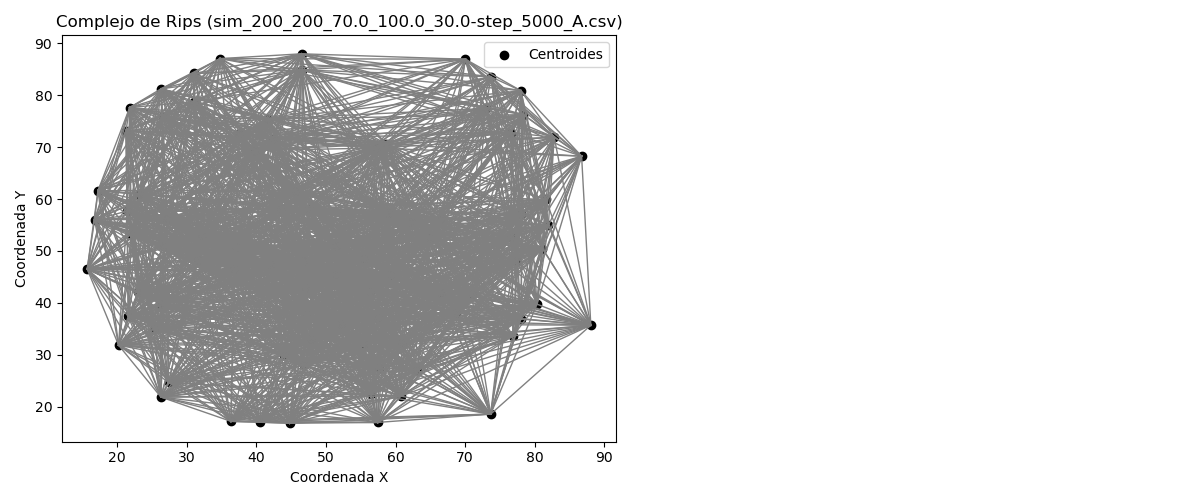 Complejo de Rips (sim_200_200_70.0_100.0_30.0-step_5000_A.csv)
Centroides
90
80
70
60
50
40
30
20
Coordenada Y
20 30 40 50 60 70 80 90
Coordenada X